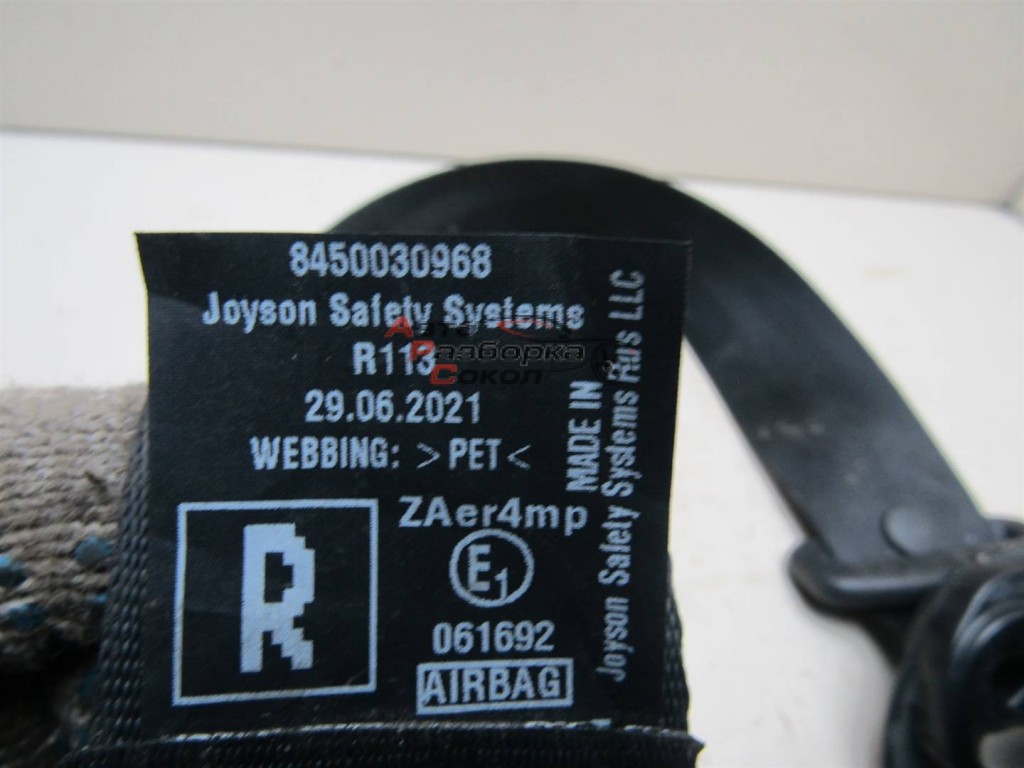 8450030968
Joyson Safety Systems
R113
29.06.2021
WEBBING: >PET<
ZAer4mp
R
E1
061692
AIRBAG
MADE IN
Joyson Safety Systems Rus LLC
Авто
Разборка
Сокол